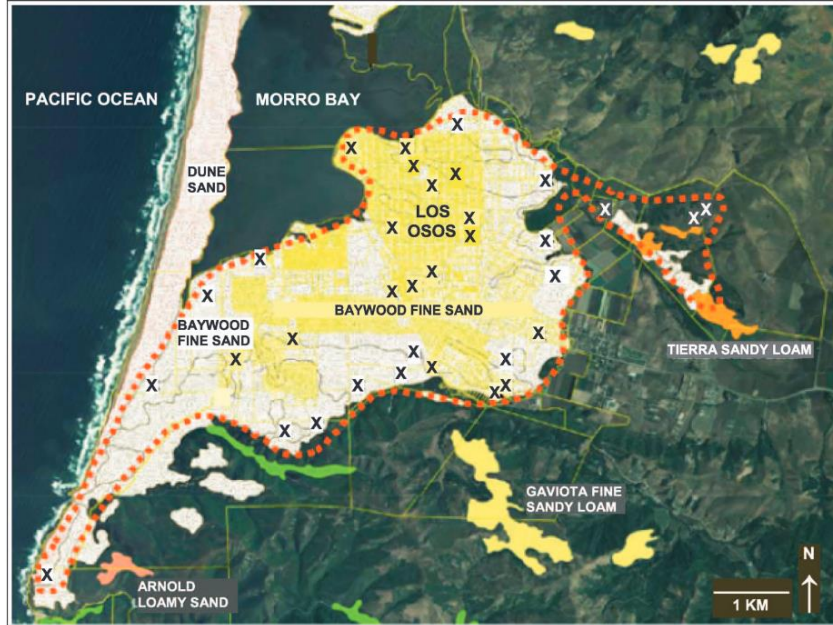 PACIFIC OCEAN
MORRO BAY
DUNE
SAND
X
X
X
X
X
X
X
X
X
X
X
LOS
OSOS
X
X
X
X
X
X
X
X
X
X
BAYWOOD FINE SAND
BAYWOOD
FINE SAND
X
X
X
X
X
X
X
X
X
X
X
X
X
X
TIERRA SANDY LOAM
GAVIOTA FINE
SANDY LOAM
X
ARNOLD
LOAMY SAND
N
1 KM